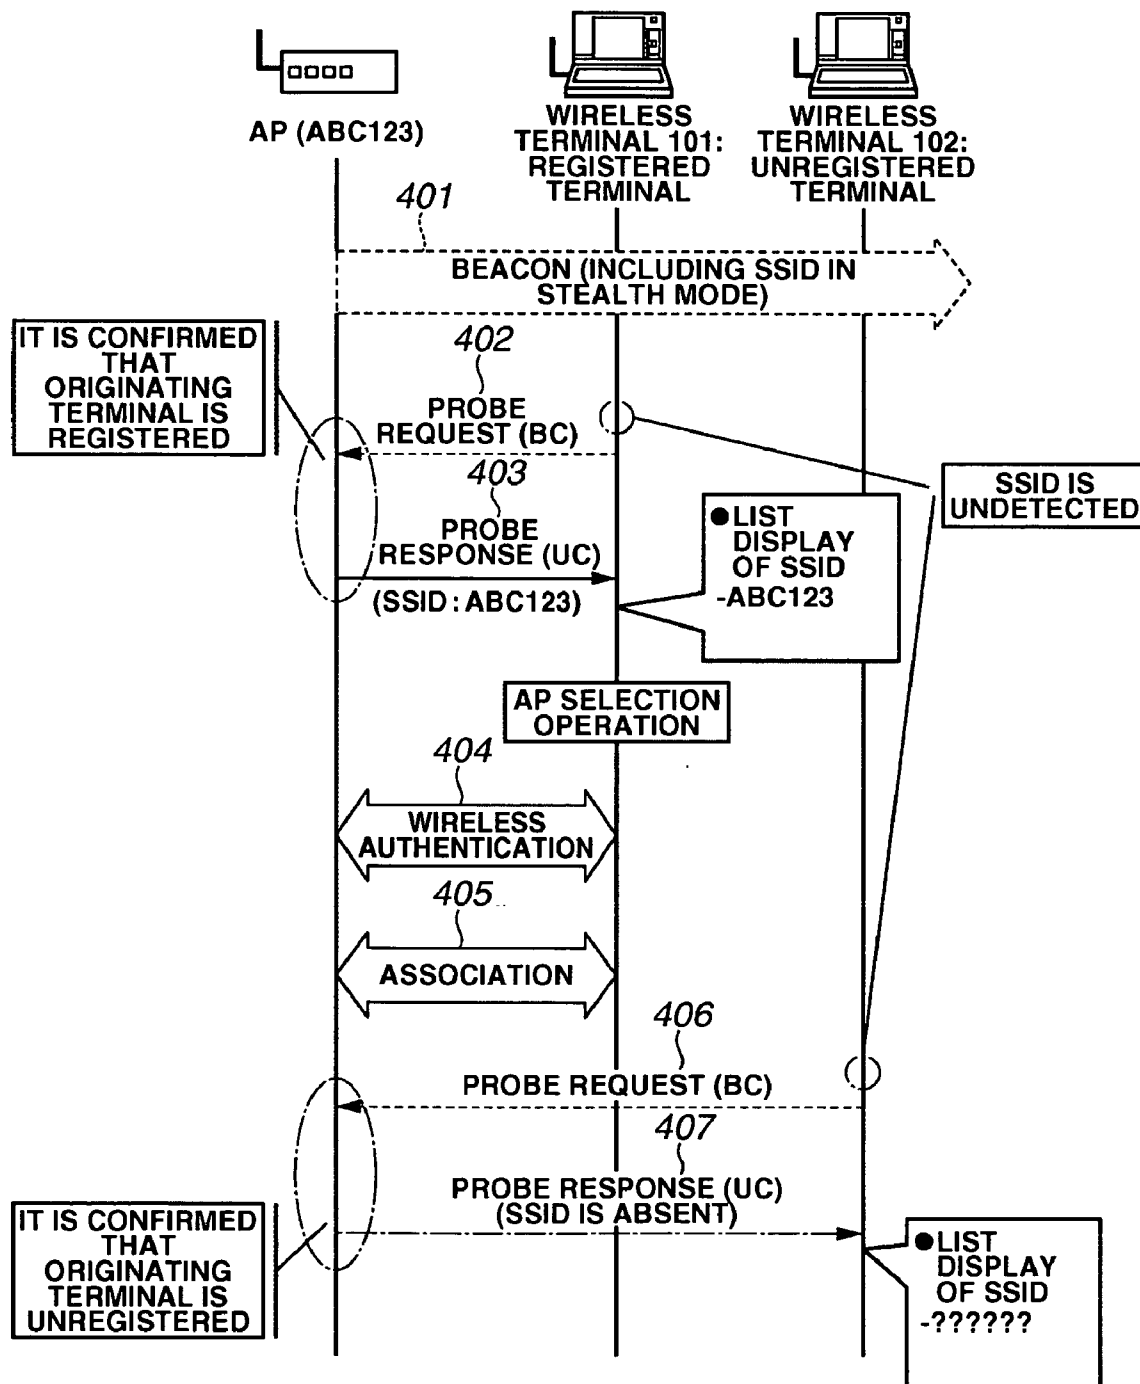 AP (ABC123)
WIRELESS
TERMINAL 101:
REGISTERED
TERMINAL
WIRELESS
TERMINAL 102:
UNREGISTERED
TERMINAL
401
BEACON (INCLUDING SSID IN
STEALTH MODE)
IT IS CONFIRMED
THAT
ORIGINATING
TERMINAL IS
REGISTERED
402
PROBE
REQUEST (BC)
403
PROBE
RESPONSE (UC)
(SSID : ABC123)
SSID IS
UNDETECTED
●LIST
DISPLAY
OF SSID
-ABC123
AP SELECTION
OPERATION
404
WIRELESS
AUTHENTICATION
405
ASSOCIATION
406
PROBE REQUEST (BC)
407
PROBE RESPONSE (UC)
(SSID IS ABSENT)
IT IS CONFIRMED
THAT
ORIGINATING
TERMINAL IS
UNREGISTERED
●LIST
DISPLAY
OF SSID
-??????